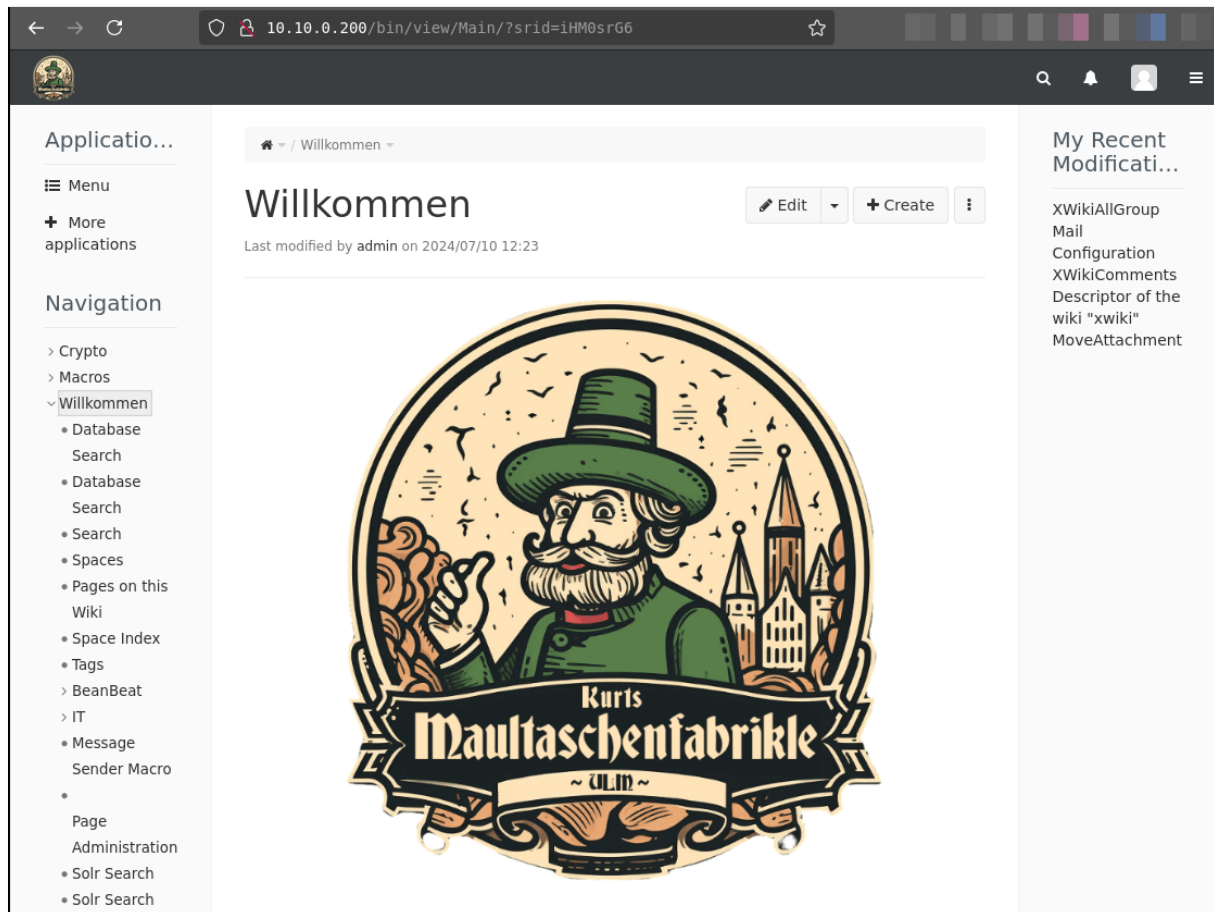 10.10.0.200/bin/view/Main/?srid=iHM0srG6
Applicatio...
Menu
More
applications
Navigation
Crypto
Macros
Willkommen
Database
Search
Database
Search
Search
Spaces
Pages on this
Wiki
Space Index
Tags
BeanBeat
IT
Message
Sender Macro
Page
Administration
Solr Search
Solr Search
/ Willkommen
Willkommen
Edit
Create
Last modified by admin on 2024/07/10 12:23
Kurts
Maultaschenfabrikle
~ ULM ~
My Recent
Modificati...
XWikiAllGroup
Mail
Configuration
XWikiComments
Descriptor of the
wiki "xwiki"
MoveAttachment